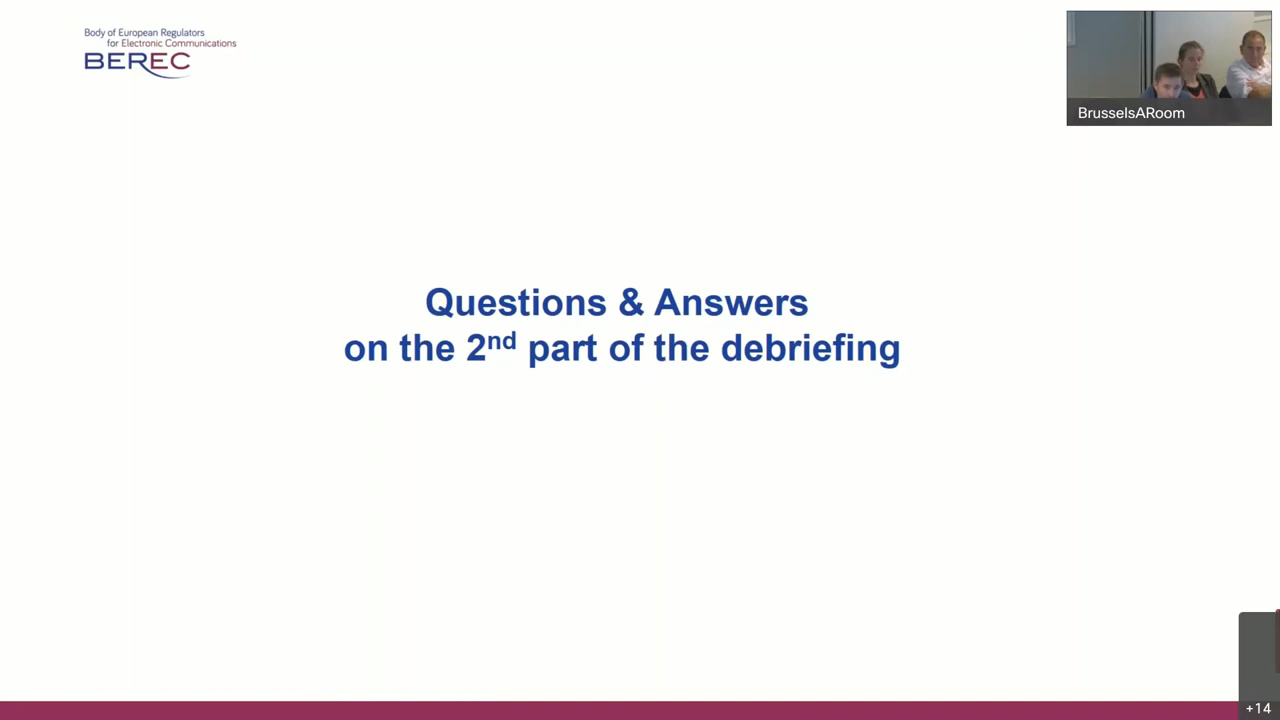 Body of European Regulators
for Electronic Communications
BEREC
BrusselsARoom
Questions & Answers
on the 2nd part of the debriefing
+14